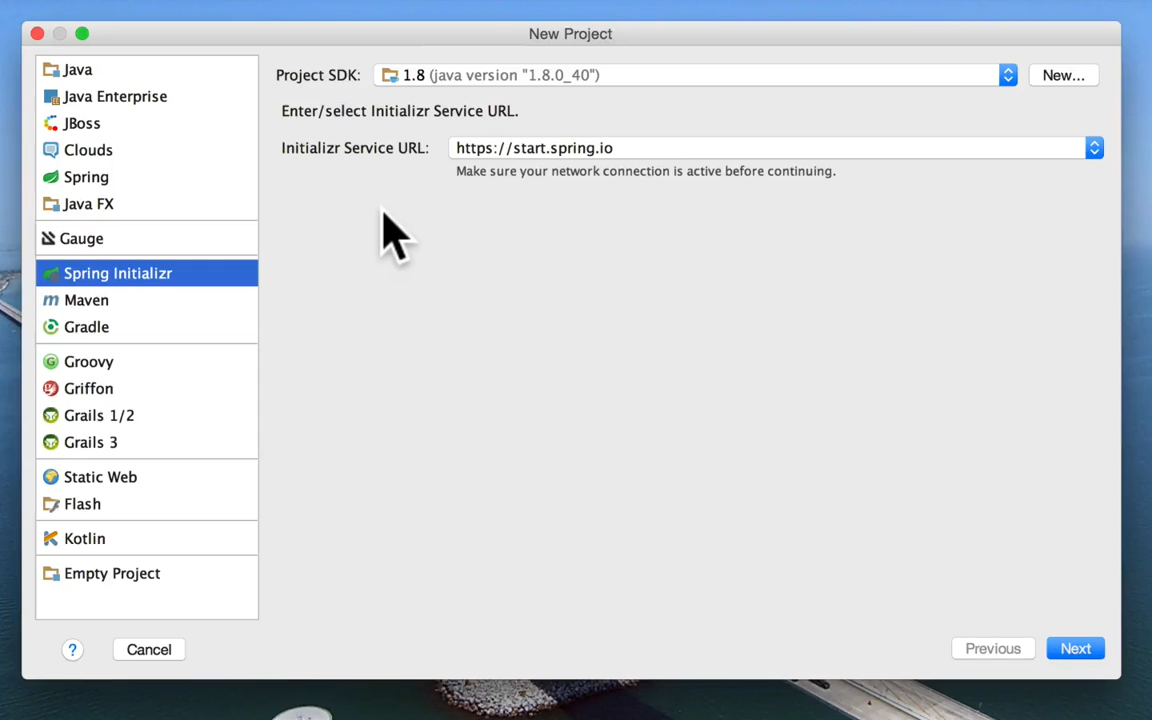 New Project
Java
Java Enterprise
JBoss
Clouds
Spring
Java FX
Gauge
Spring Initializr
Maven
Gradle
Groovy
Griffon
Grails 1/2
Grails 3
Static Web
Flash
Kotlin
Empty Project
Project SDK: 1.8 (java version "1.8.0_40") New...
Enter/select Initializr Service URL.
Initializr Service URL: https://start.spring.io
Make sure your network connection is active before continuing.
? Cancel Previous Next